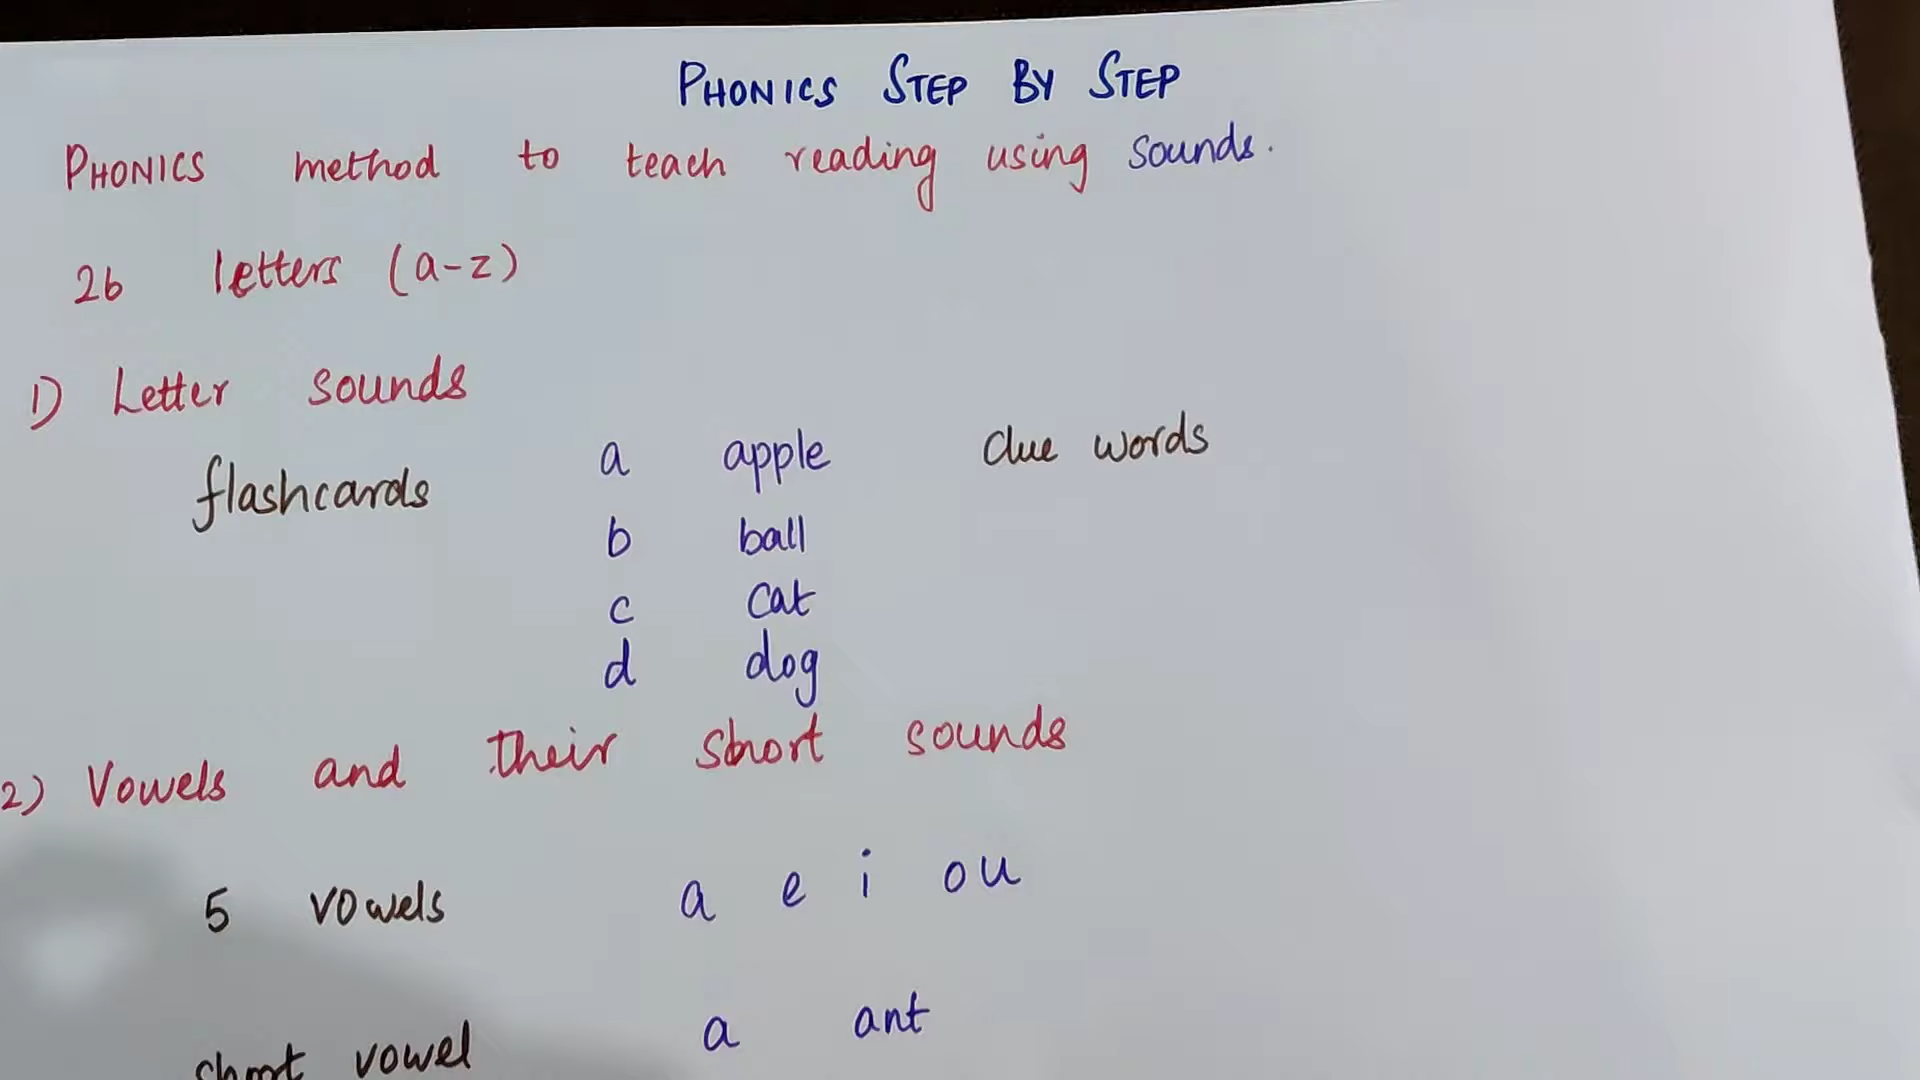 PHONICS STEP BY STEP
PHONICS method to teach reading using sounds.
26 letters (a-z)
1) Letter sounds
flashcards a apple clue words
b ball
c cat
d dog
2) Vowels and their short sounds
5 vowels a e i o u
short vowel a ant